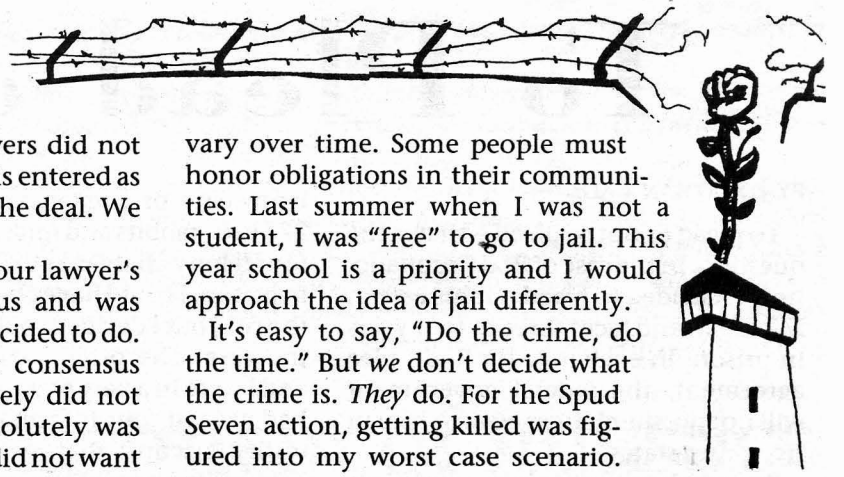 vers did not
is entered as
he deal. We
our lawyer's
us and was
cided to do.
consensus
ely did not
solutely was
did not want
vary over time. Some people must
honor obligations in their communi-
ties. Last summer when I was not a
student, I was “free” to go to jail. This
year school is a priority and I would
approach the idea of jail differently.
It's easy to say, “Do the crime, do
the time.” But we don't decide what
the crime is. They do. For the Spud
Seven action, getting killed was fig-
ured into my worst case scenario.